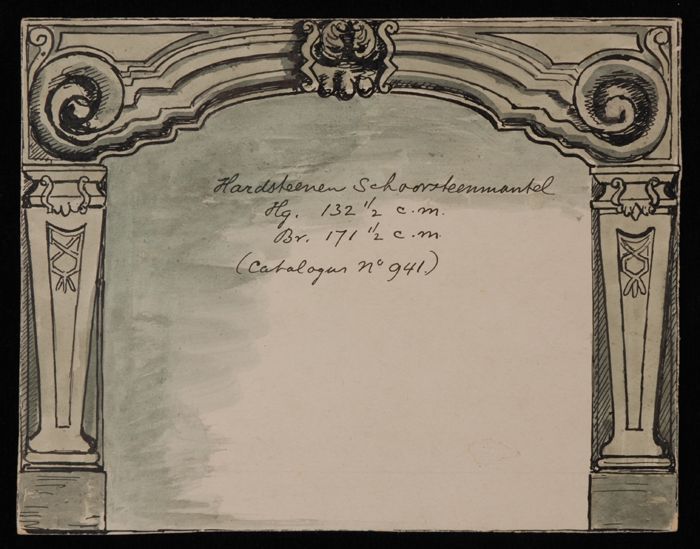 Hardsteenen Schoorsteenmantel
Hg. 132 1/2 c.m.
Br. 171 1/2 c.m.
(Catalogus No 941.)